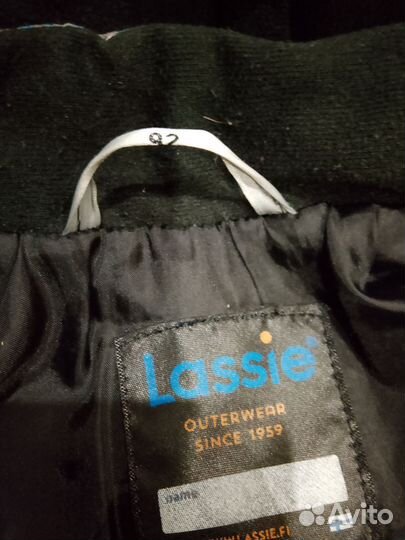 92
Lassie®
OUTERWEAR
SINCE 1959
name
WWW.LASSIE.FI
Avito